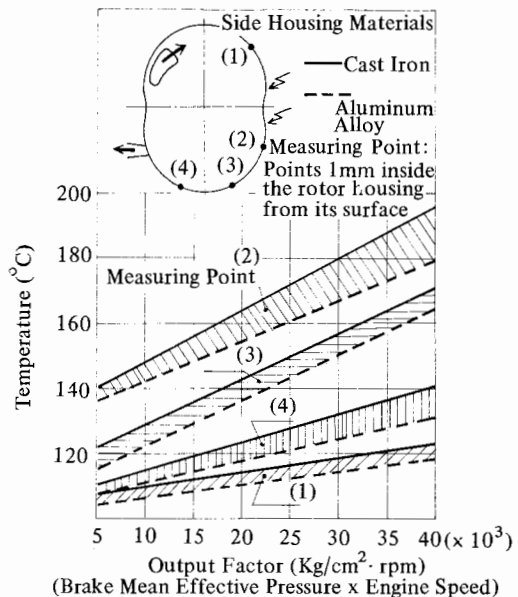 Side Housing Materials
(1)
Cast Iron
Aluminum
Alloy
(2)
Measuring Point:
(4)
(3)
Points 1mm inside
the rotor housing
from its surface
200
(2)
180
Measuring Point
160
(3)
140
(4)
120
(1)
Temperature (°C)
5 10 15 20 25 30 35 40 (× 10³)
Output Factor (Kg/cm²· rpm)
(Brake Mean Effective Pressure x Engine Speed)